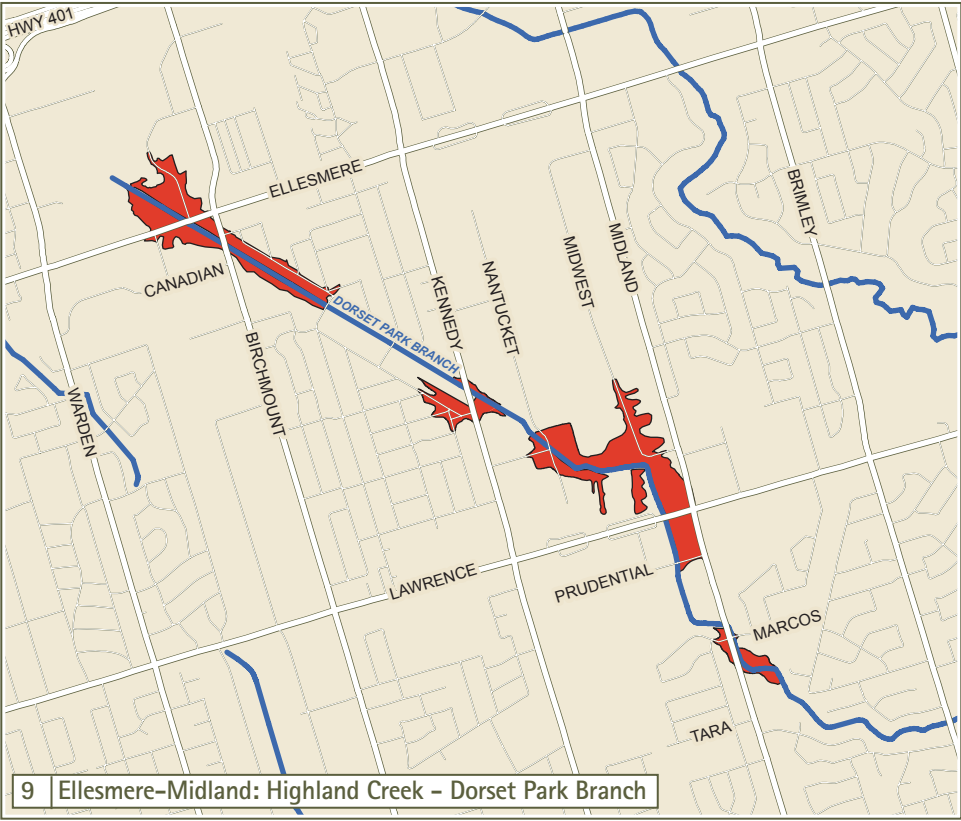 HWY 401
ELLESMERE
BRIMLEY
MIDLAND
MIDWEST
NANTUCKET
KENNEDY
CANADIAN
DORSET PARK BRANCH
BIRCHMOUNT
WARDEN
LAWRENCE
PRUDENTIAL
MARCOS
TARA
9 Ellesmere-Midland: Highland Creek - Dorset Park Branch